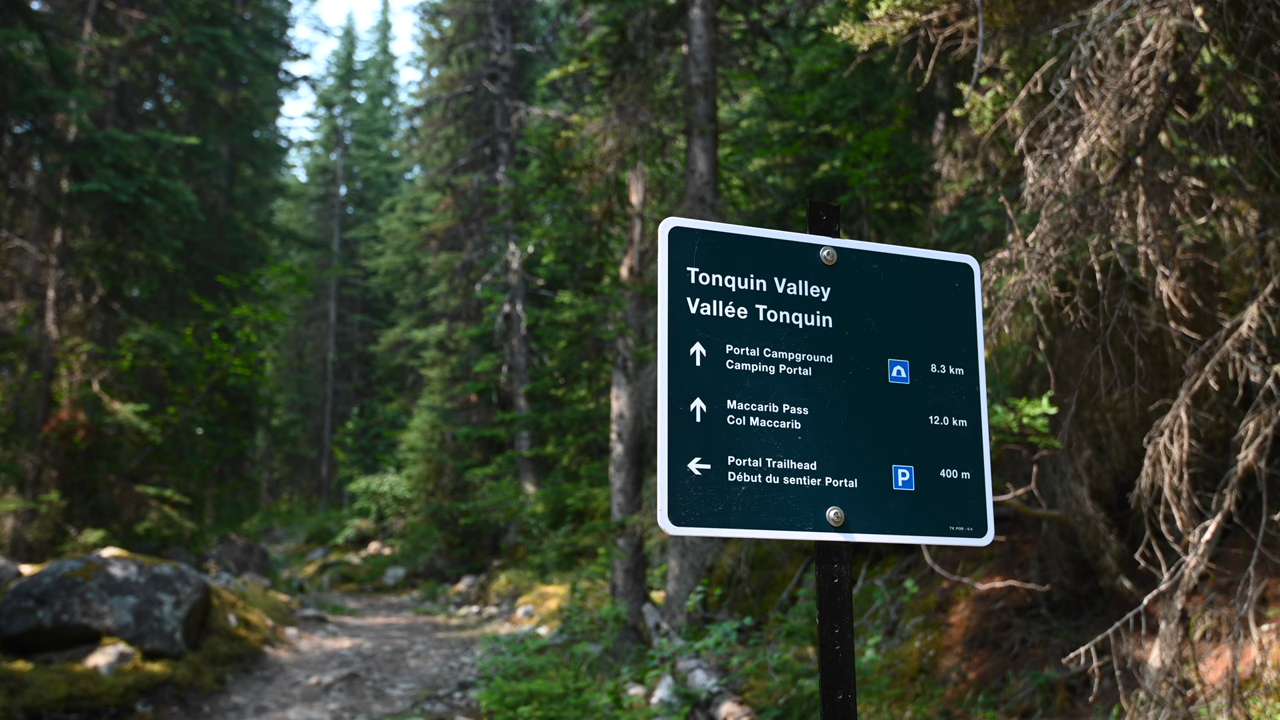 Tonquin Valley
Vallée Tonquin
Portal Campground
Camping Portal
8.3 km
Maccarib Pass
Col Maccarib
12.0 km
Portal Trailhead
Début du sentier Portal
P
400 m